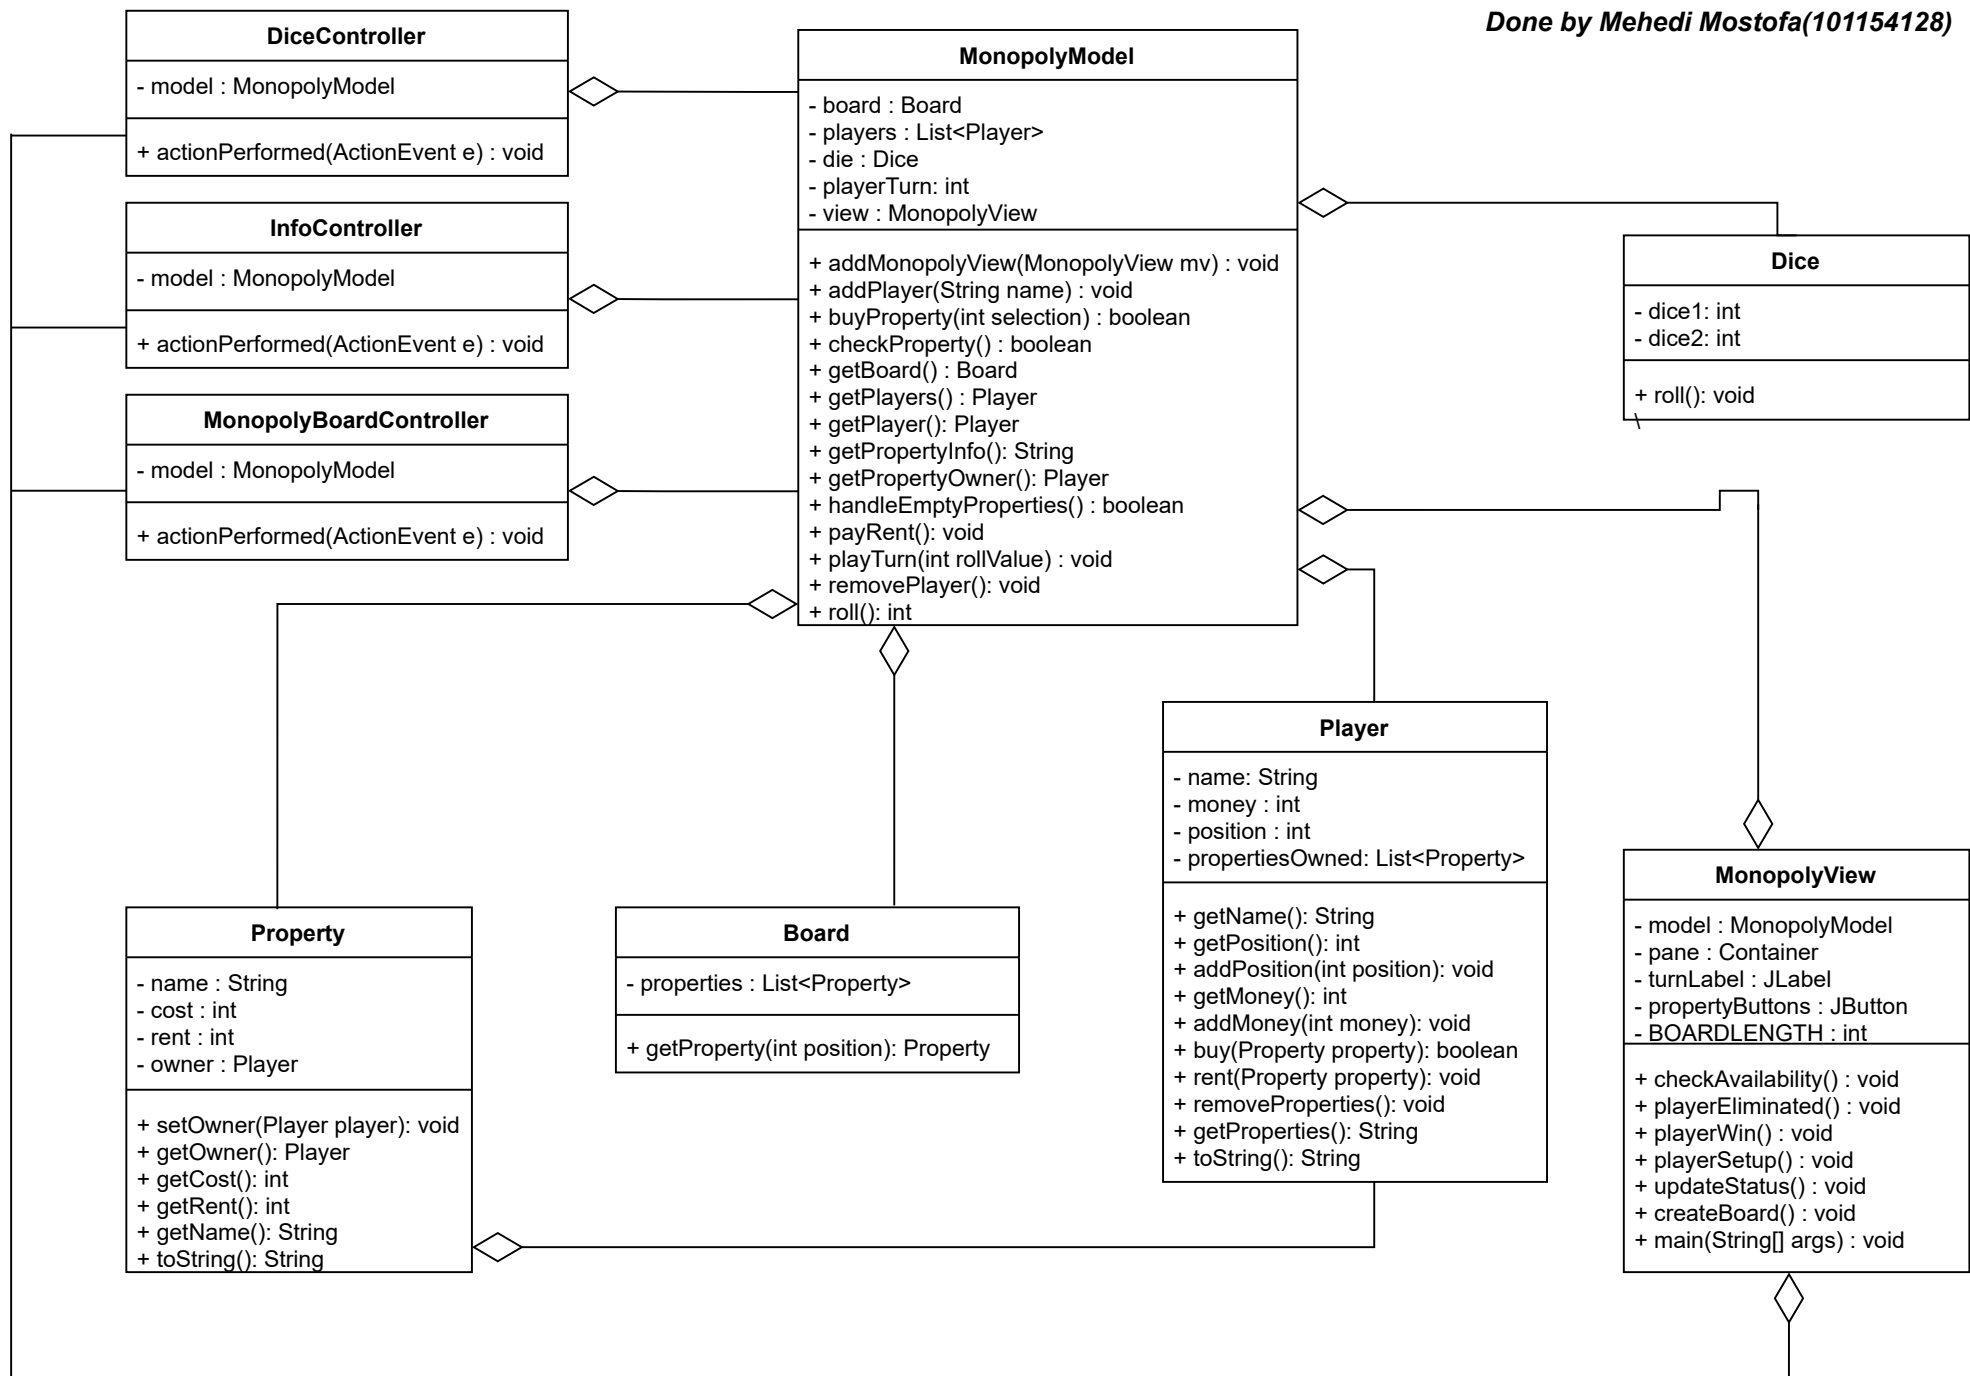 Done by Mehedi Mostofa(101154128)
DiceController
- model : MonopolyModel
+ actionPerformed(ActionEvent e) : void
InfoController
- model : MonopolyModel
+ actionPerformed(ActionEvent e) : void
MonopolyBoardController
- model : MonopolyModel
+ actionPerformed(ActionEvent e) : void
MonopolyModel
- board : Board
- players : List<Player>
- die : Dice
- playerTurn: int
- view : MonopolyView
+ addMonopolyView(MonopolyView mv) : void
+ addPlayer(String name) : void
+ buyProperty(int selection) : boolean
+ checkProperty() : boolean
+ getBoard() : Board
+ getPlayers() : Player
+ getPlayer(): Player
+ getPropertyInfo(): String
+ getPropertyOwner(): Player
+ handleEmptyProperties() : boolean
+ payRent(): void
+ playTurn(int rollValue) : void
+ removePlayer(): void
+ roll(): int
Dice
- dice1: int
- dice2: int
+ roll(): void
\
Property
- name : String
- cost : int
- rent : int
- owner : Player
+ setOwner(Player player): void
+ getOwner(): Player
+ getCost(): int
+ getRent(): int
+ getName(): String
+ toString(): String
Board
- properties : List<Property>
+ getProperty(int position): Property
Player
- name: String
- money : int
- position : int
- propertiesOwned: List<Property>
+ getName(): String
+ getPosition(): int
+ addPosition(int position): void
+ getMoney(): int
+ addMoney(int money): void
+ buy(Property property): boolean
+ rent(Property property): void
+ removeProperties(): void
+ getProperties(): String
+ toString(): String
MonopolyView
- model : MonopolyModel
- pane : Container
- turnLabel : JLabel
- propertyButtons : JButton
- BOARDLENGTH : int
+ checkAvailability() : void
+ playerEliminated() : void
+ playerWin() : void
+ playerSetup() : void
+ updateStatus() : void
+ createBoard() : void
+ main(String[] args) : void